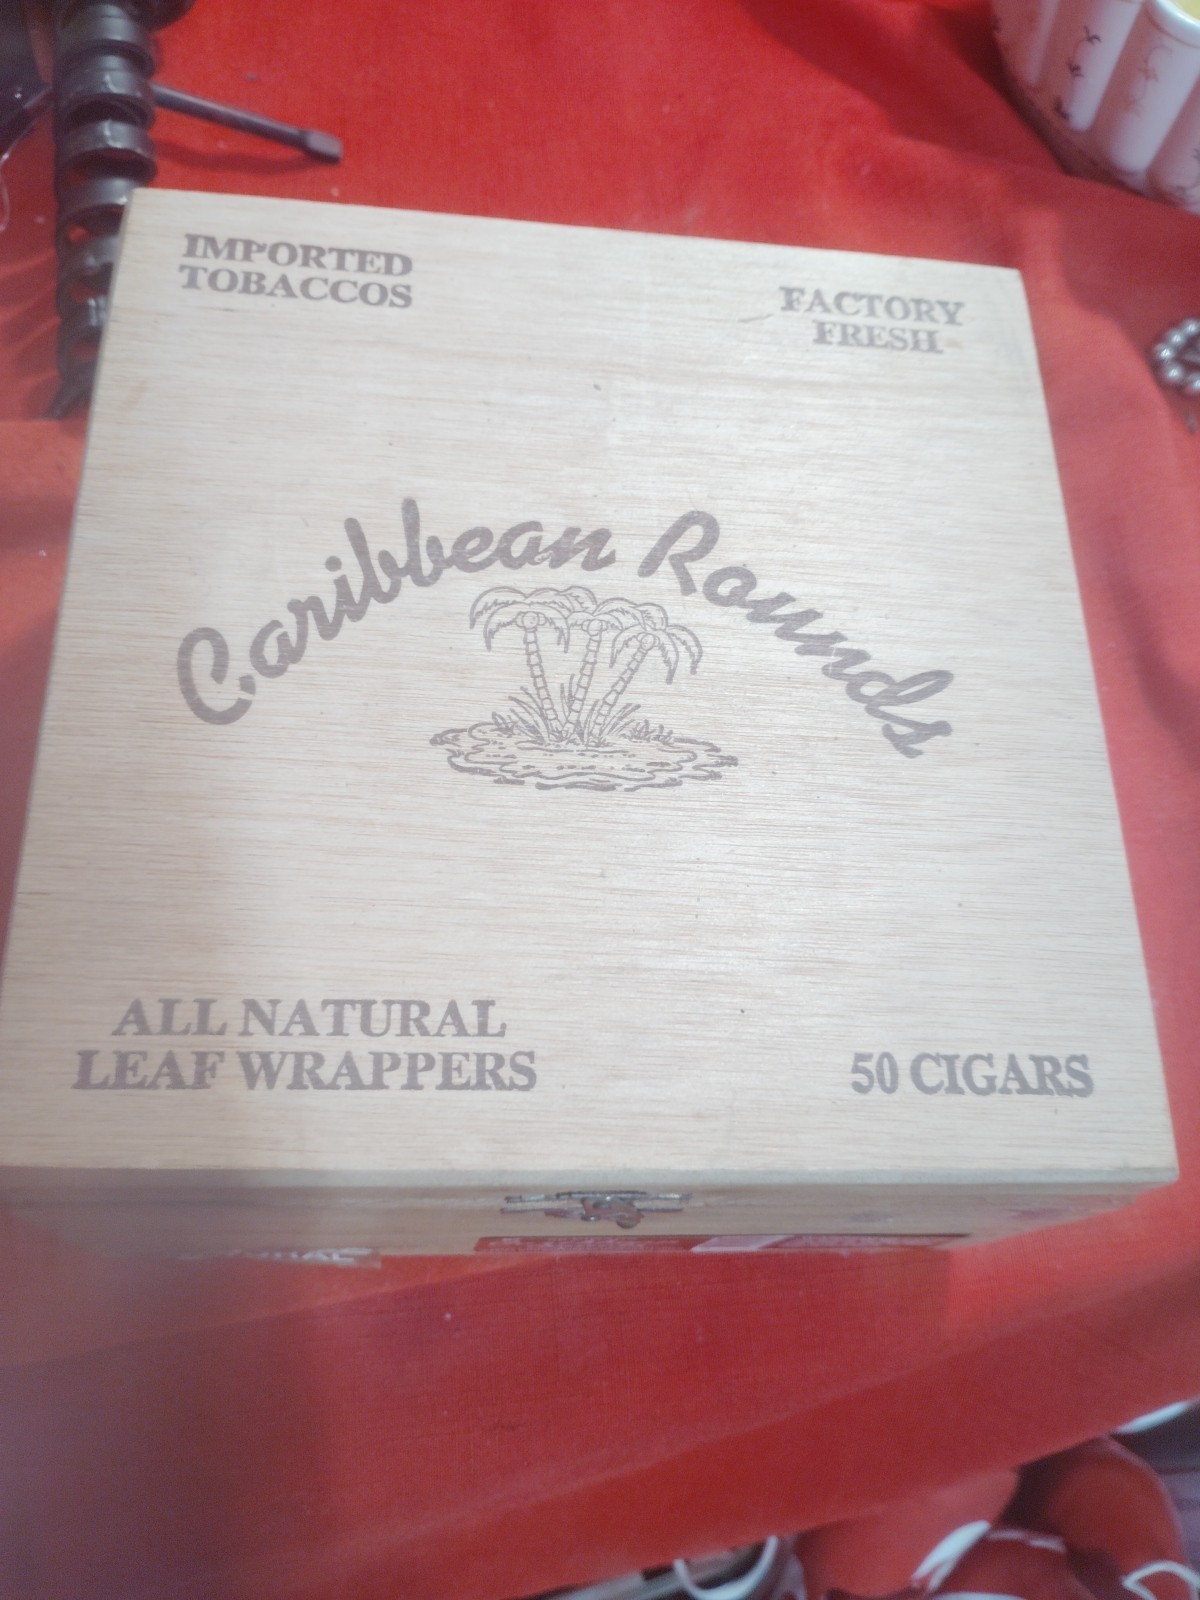 IMPORTED
TOBACCOS
FACTORY
FRESH
Caribbean Rounds
ALL NATURAL
LEAF WRAPPERS
50 CIGARS